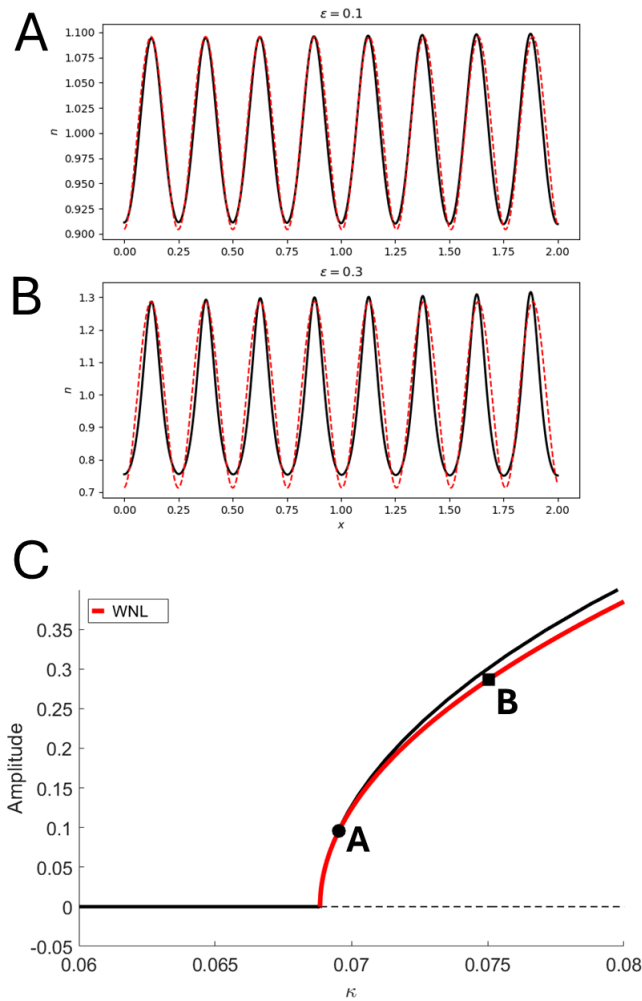 A
ε = 0.1
n
1.100
1.075
1.050
1.025
1.000
0.975
0.950
0.925
0.900
0.00 0.25 0.50 0.75 1.00 1.25 1.50 1.75 2.00
B
ε = 0.3
n
1.3
1.2
1.1
1.0
0.9
0.8
0.7
0.00 0.25 0.50 0.75 1.00 1.25 1.50 1.75 2.00
x
C
WNL
Amplitude
0.35
0.3
0.25
0.2
0.15
0.1
0.05
0
-0.05
A
B
0.06 0.065 0.07 0.075 0.08
κ